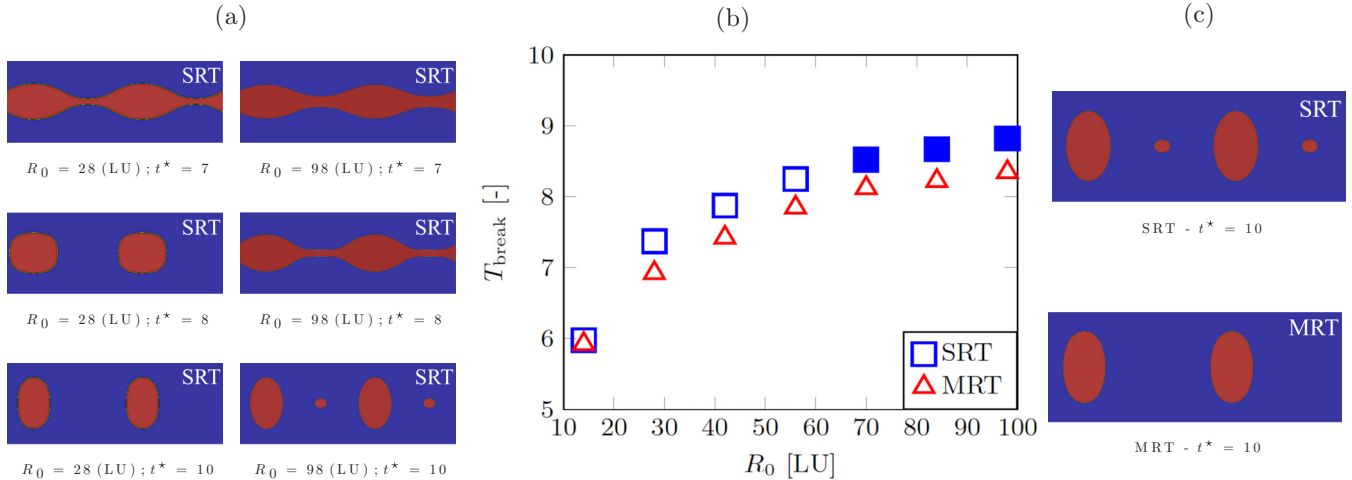 (a)
SRT
SRT
R₀ = 28 (LU); t⋆ = 7
R₀ = 98 (LU); t⋆ = 7
SRT
SRT
R₀ = 28 (LU); t⋆ = 8
R₀ = 98 (LU); t⋆ = 8
SRT
SRT
R₀ = 28 (LU); t⋆ = 10
R₀ = 98 (LU); t⋆ = 10
(b)
T_break [-]
10
9
8
7
6
5
10 20 30 40 50 60 70 80 90 100
R₀ [LU]
SRT
MRT
(c)
SRT
SRT - t⋆ = 10
MRT
MRT - t⋆ = 10